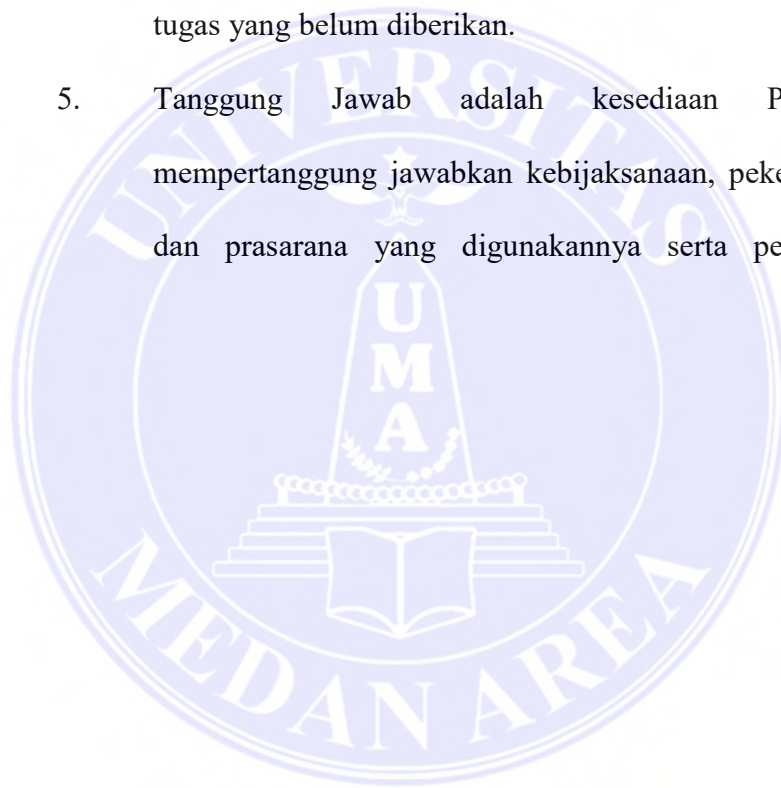 tugas yang belum diberikan.
5. Tanggung Jawab adalah kesediaan
mempertanggung jawabkan kebijaksanaan,
dan prasarana yang digunakannya serta
UNIVERSITAS
UMA
MEDAN AREA